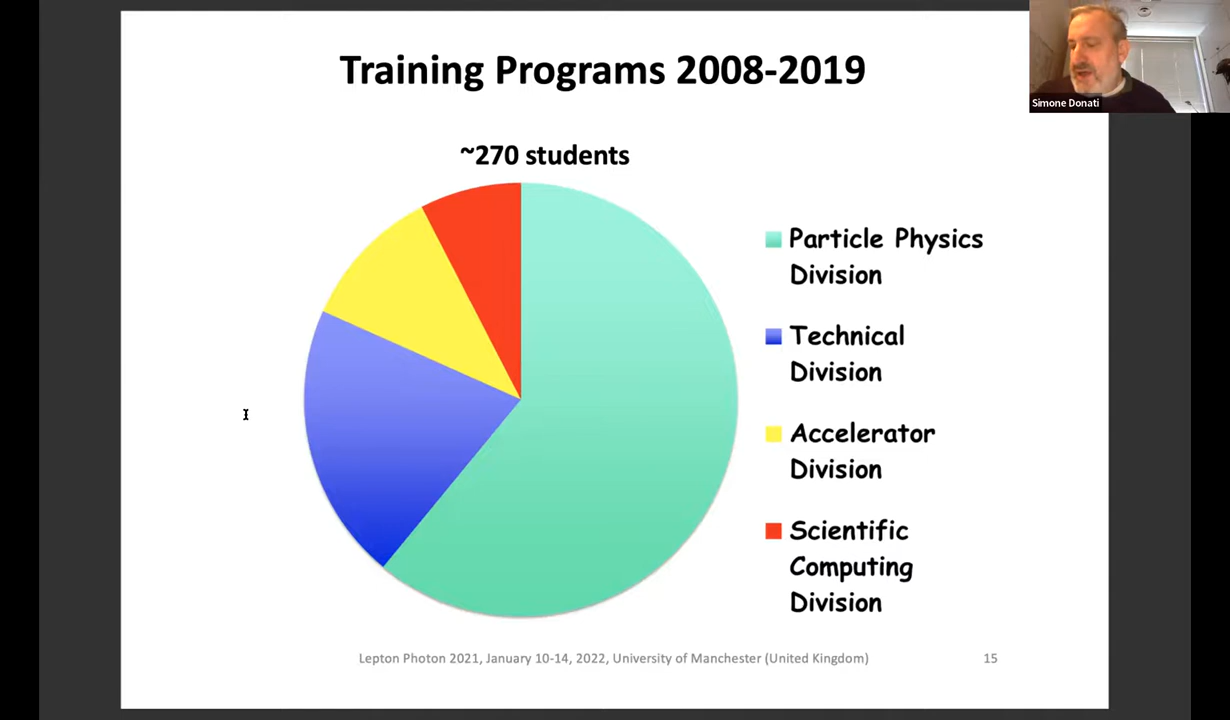 Training Programs 2008-2019
Simone Donati
~270 students
Particle Physics
Division
Technical
Division
Accelerator
Division
Scientific
Computing
Division
Lepton Photon 2021, January 10-14, 2022, University of Manchester (United Kingdom)
15